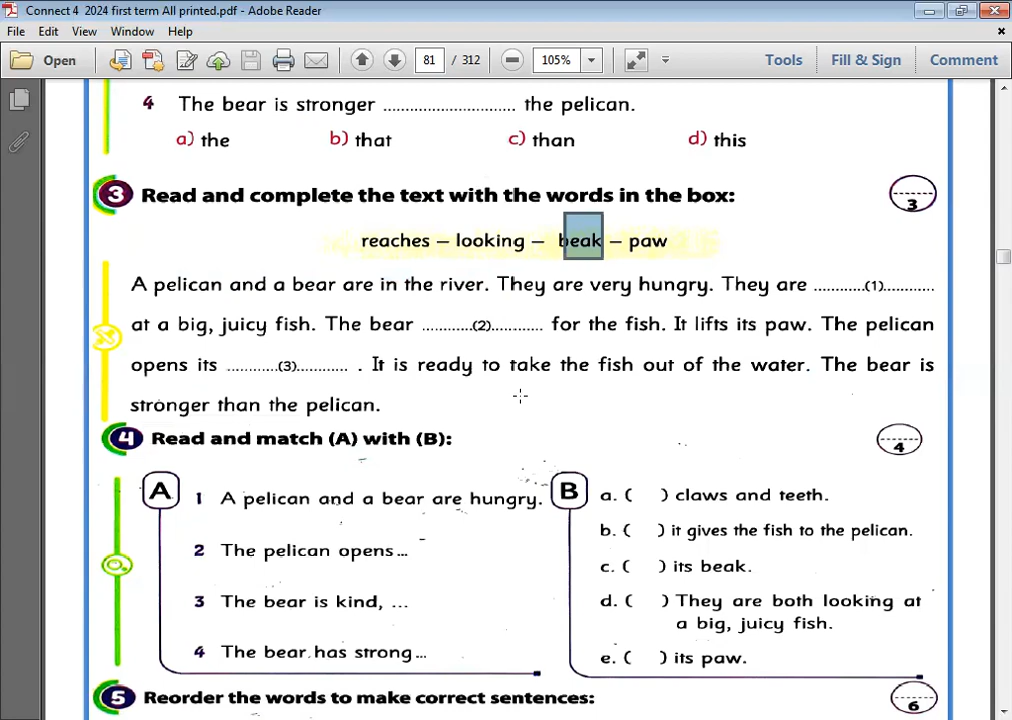 Connect 4 2024 first term All printed.pdf - Adobe Reader
File Edit View Window Help
Open 81 / 312 105% Tools Fill & Sign Comment
4 The bear is stronger ............................ the pelican.
a) the b) that c) than d) this
3 Read and complete the text with the words in the box:
3
reaches – looking – beak – paw
A pelican and a bear are in the river. They are very hungry. They are ............(1)............
at a big, juicy fish. The bear ............(2)............ for the fish. It lifts its paw. The pelican
opens its ............(3)............ . It is ready to take the fish out of the water. The bear is
stronger than the pelican.
4 Read and match (A) with (B):
4
A
1 A pelican and a bear are hungry.
2 The pelican opens...
3 The bear is kind, ...
4 The bear has strong...
B
a. ( ) claws and teeth.
b. ( ) it gives the fish to the pelican.
c. ( ) its beak.
d. ( ) They are both looking at
a big, juicy fish.
e. ( ) its paw.
5 Reorder the words to make correct sentences:
6